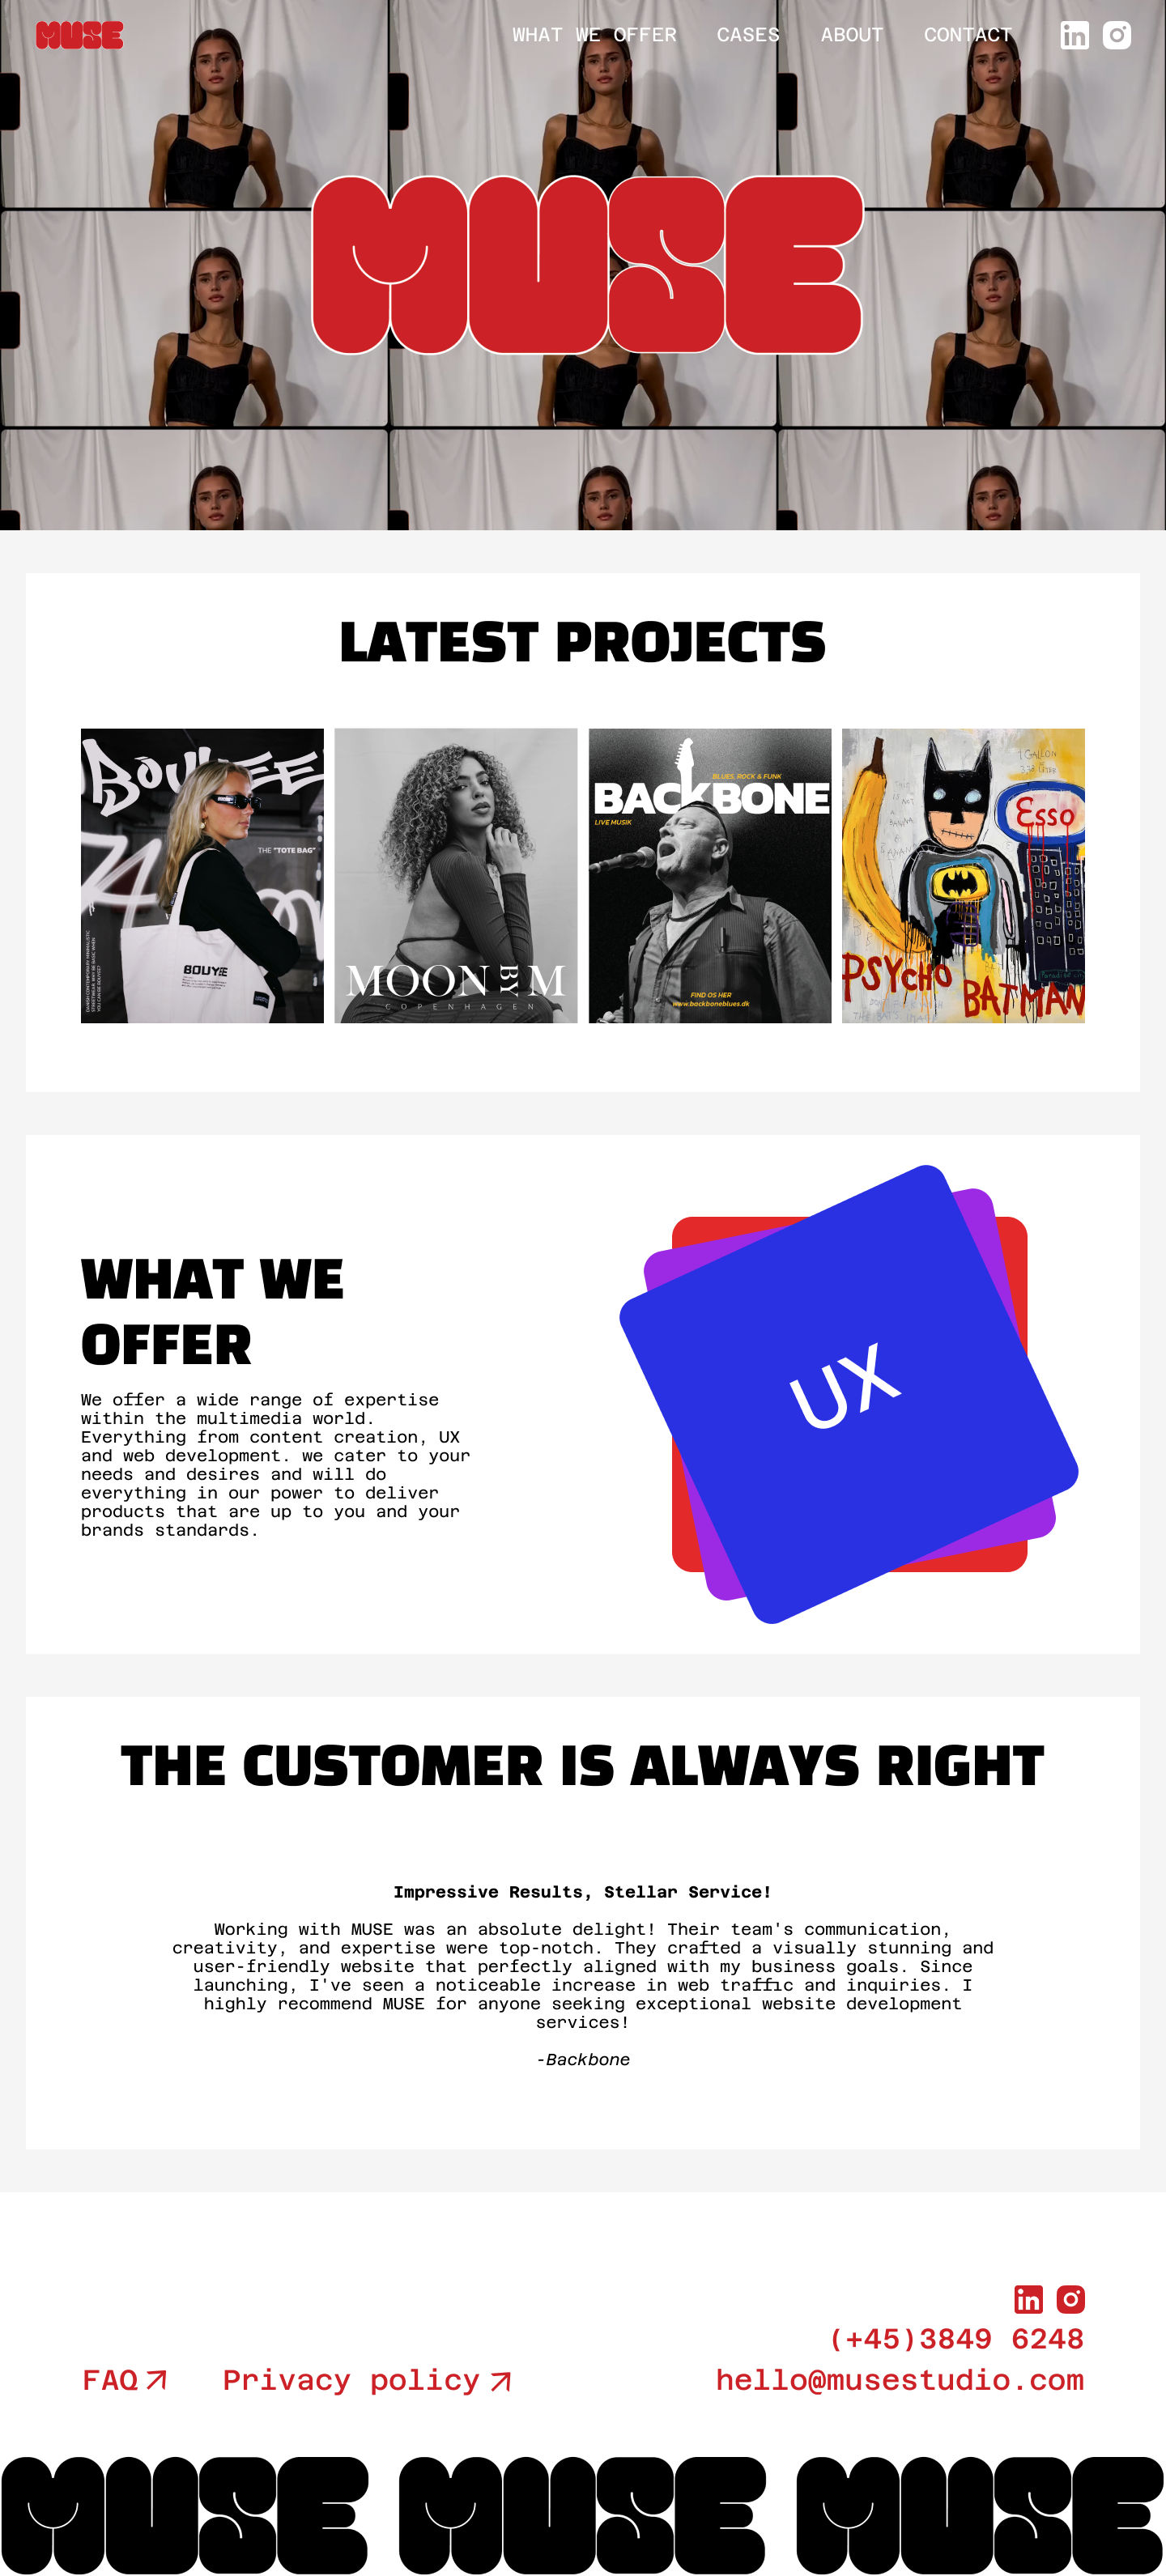 MUSE
WHAT WE OFFER CASES ABOUT CONTACT
in
MUSE
LATEST PROJECTS
BOUYEE
THE "TOTE BAG"
BOUYEE
MOON BY M
COPENHAGEN
BLUES, ROCK & FUNK
BACKBONE
LIVE MUSIK
FIND OS HER
www.backboneblues.dk
1 GALLON
Esso
PSYCHO
BATMAN
WHAT WE
OFFER
We offer a wide range of expertise
within the multimedia world.
Everything from content creation, UX
and web development. we cater to your
needs and desires and will do
everything in our power to deliver
products that are up to you and your
brands standards.
UX
THE CUSTOMER IS ALWAYS RIGHT
Impressive Results, Stellar Service!
Working with MUSE was an absolute delight! Their team's communication,
creativity, and expertise were top-notch. They crafted a visually stunning and
user-friendly website that perfectly aligned with my business goals. Since
launching, I've seen a noticeable increase in web traffic and inquiries. I
highly recommend MUSE for anyone seeking exceptional website development
services!
-Backbone
in
(+45)3849 6248
FAQ Privacy policy hello@musestudio.com
MUSE MUSE MUSE